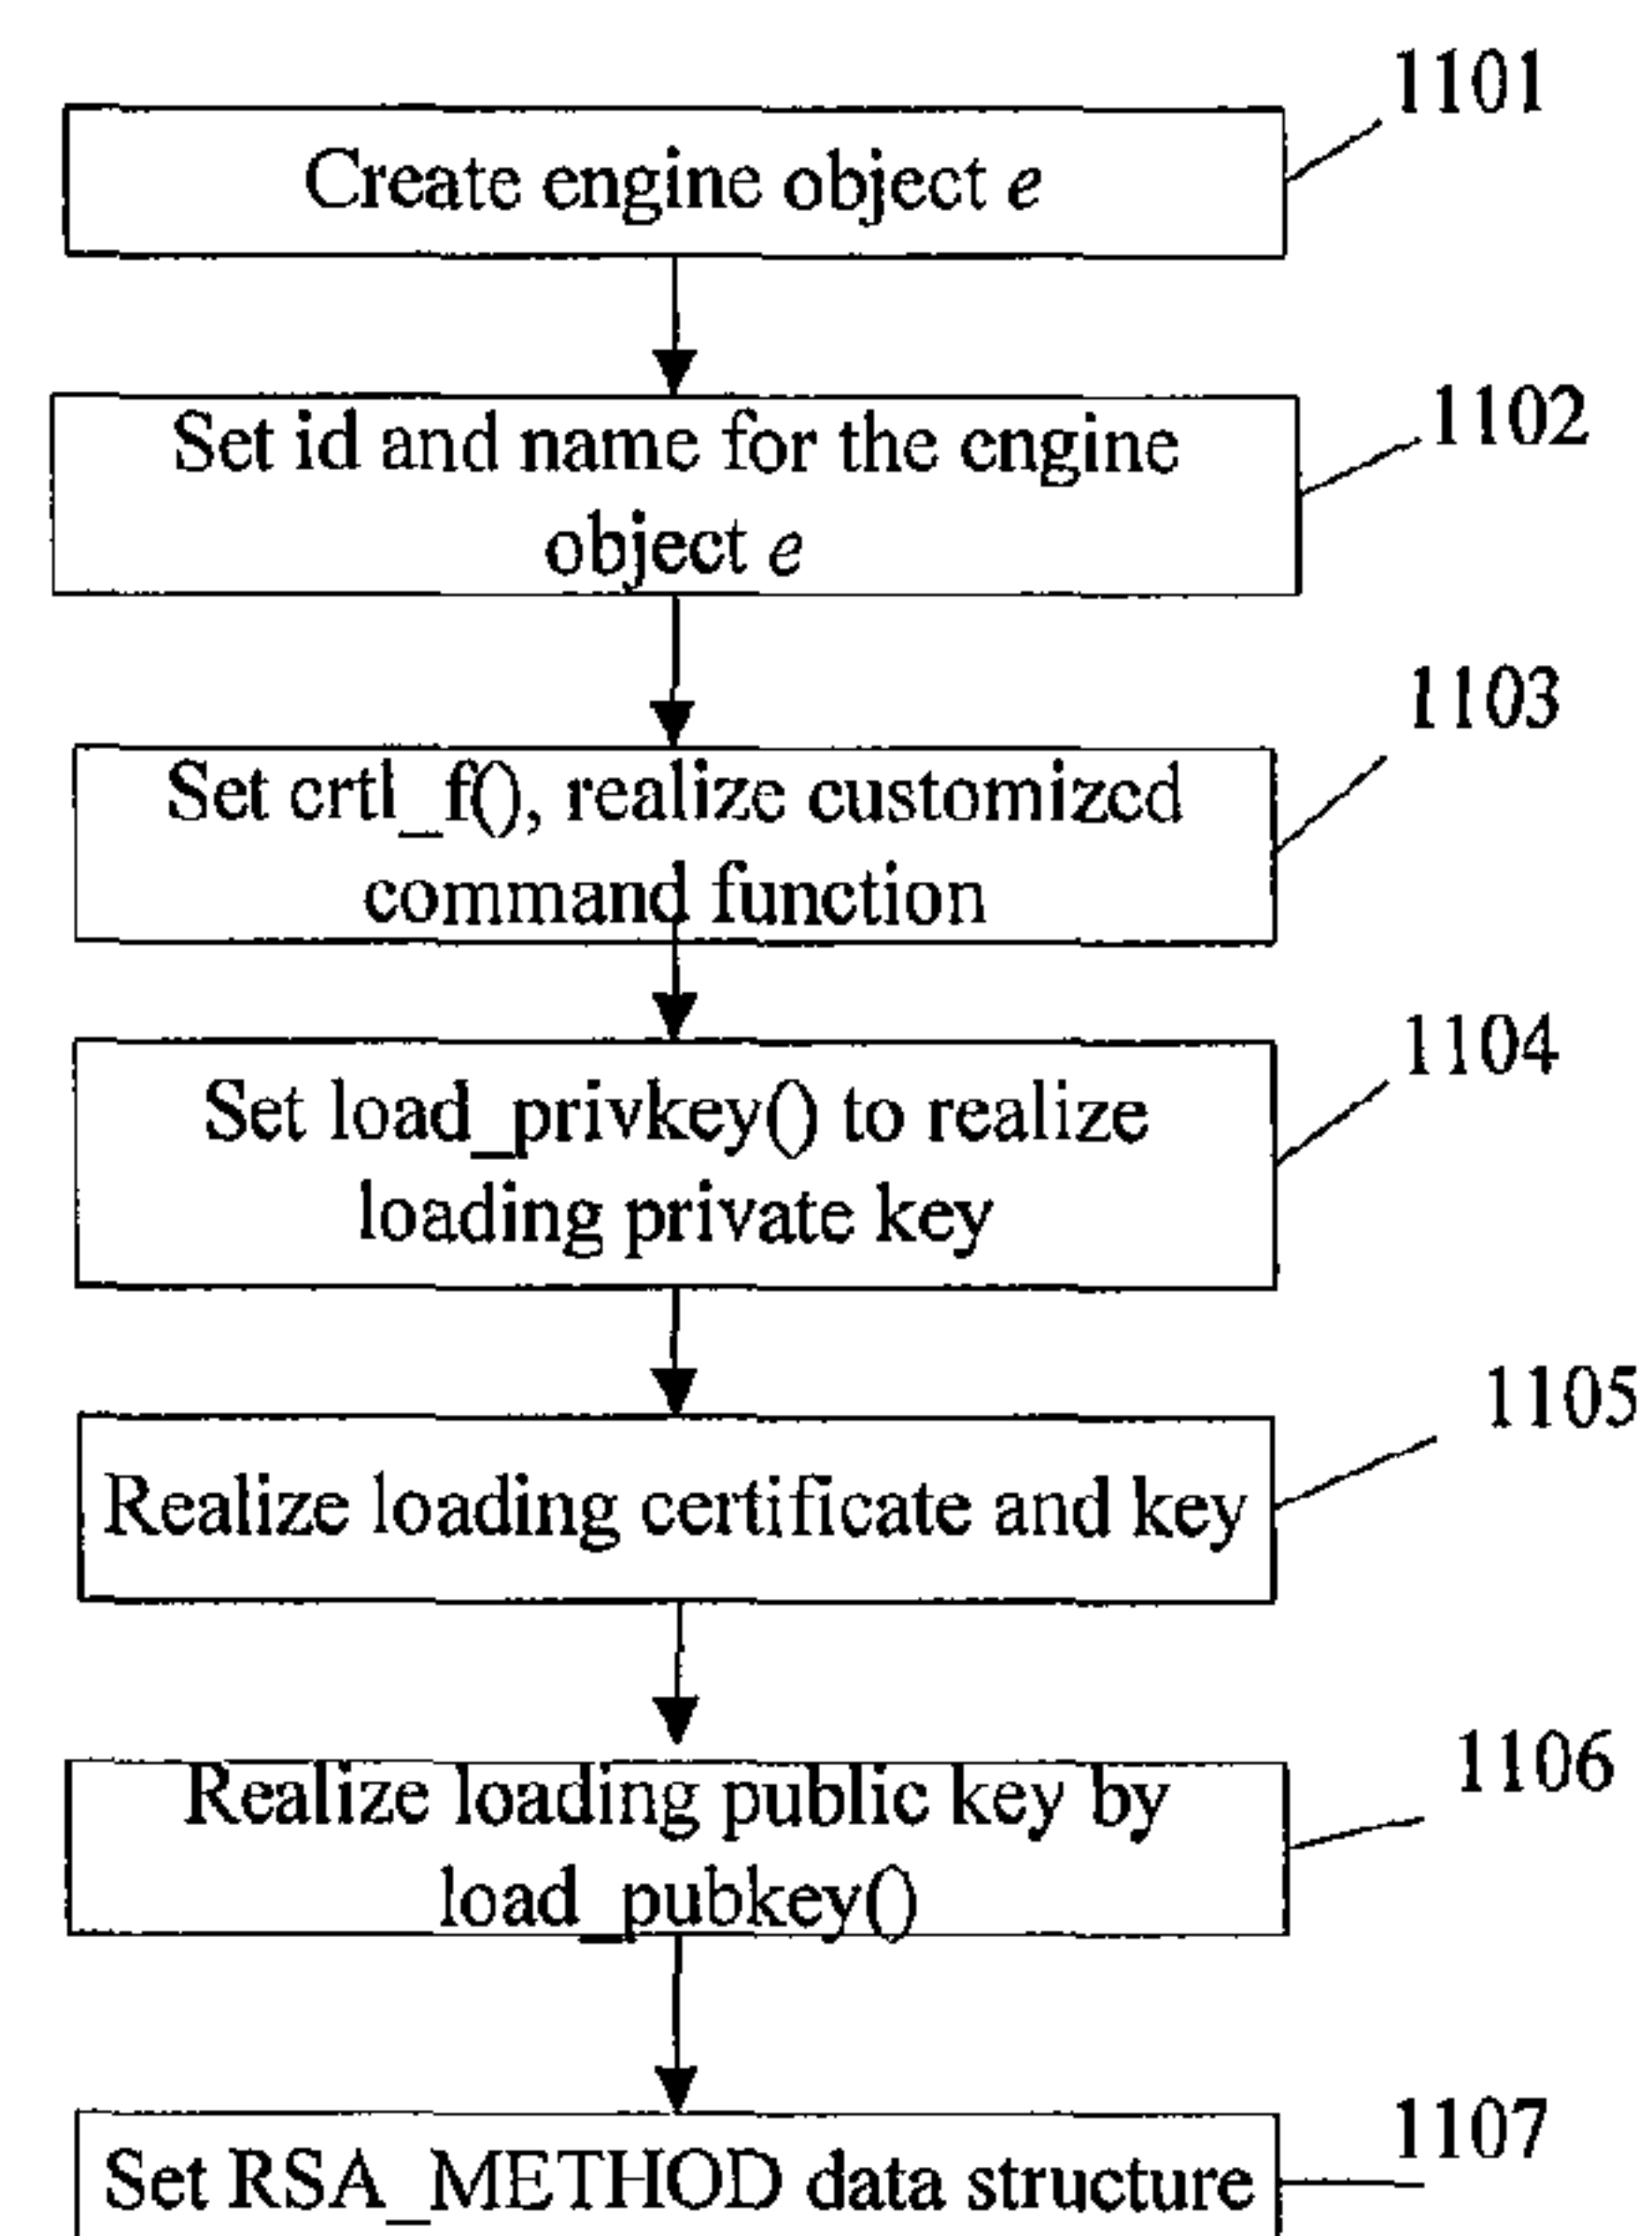 1101
Create engine object e
1102
Set id and name for the engine
object e
1103
Set crtl_f(), realize customized
command function
1104
Set load_privkey() to realize
loading private key
1105
Realize loading certificate and key
1106
Realize loading public key by
load_pubkey()
1107
Set RSA_METHOD data structure